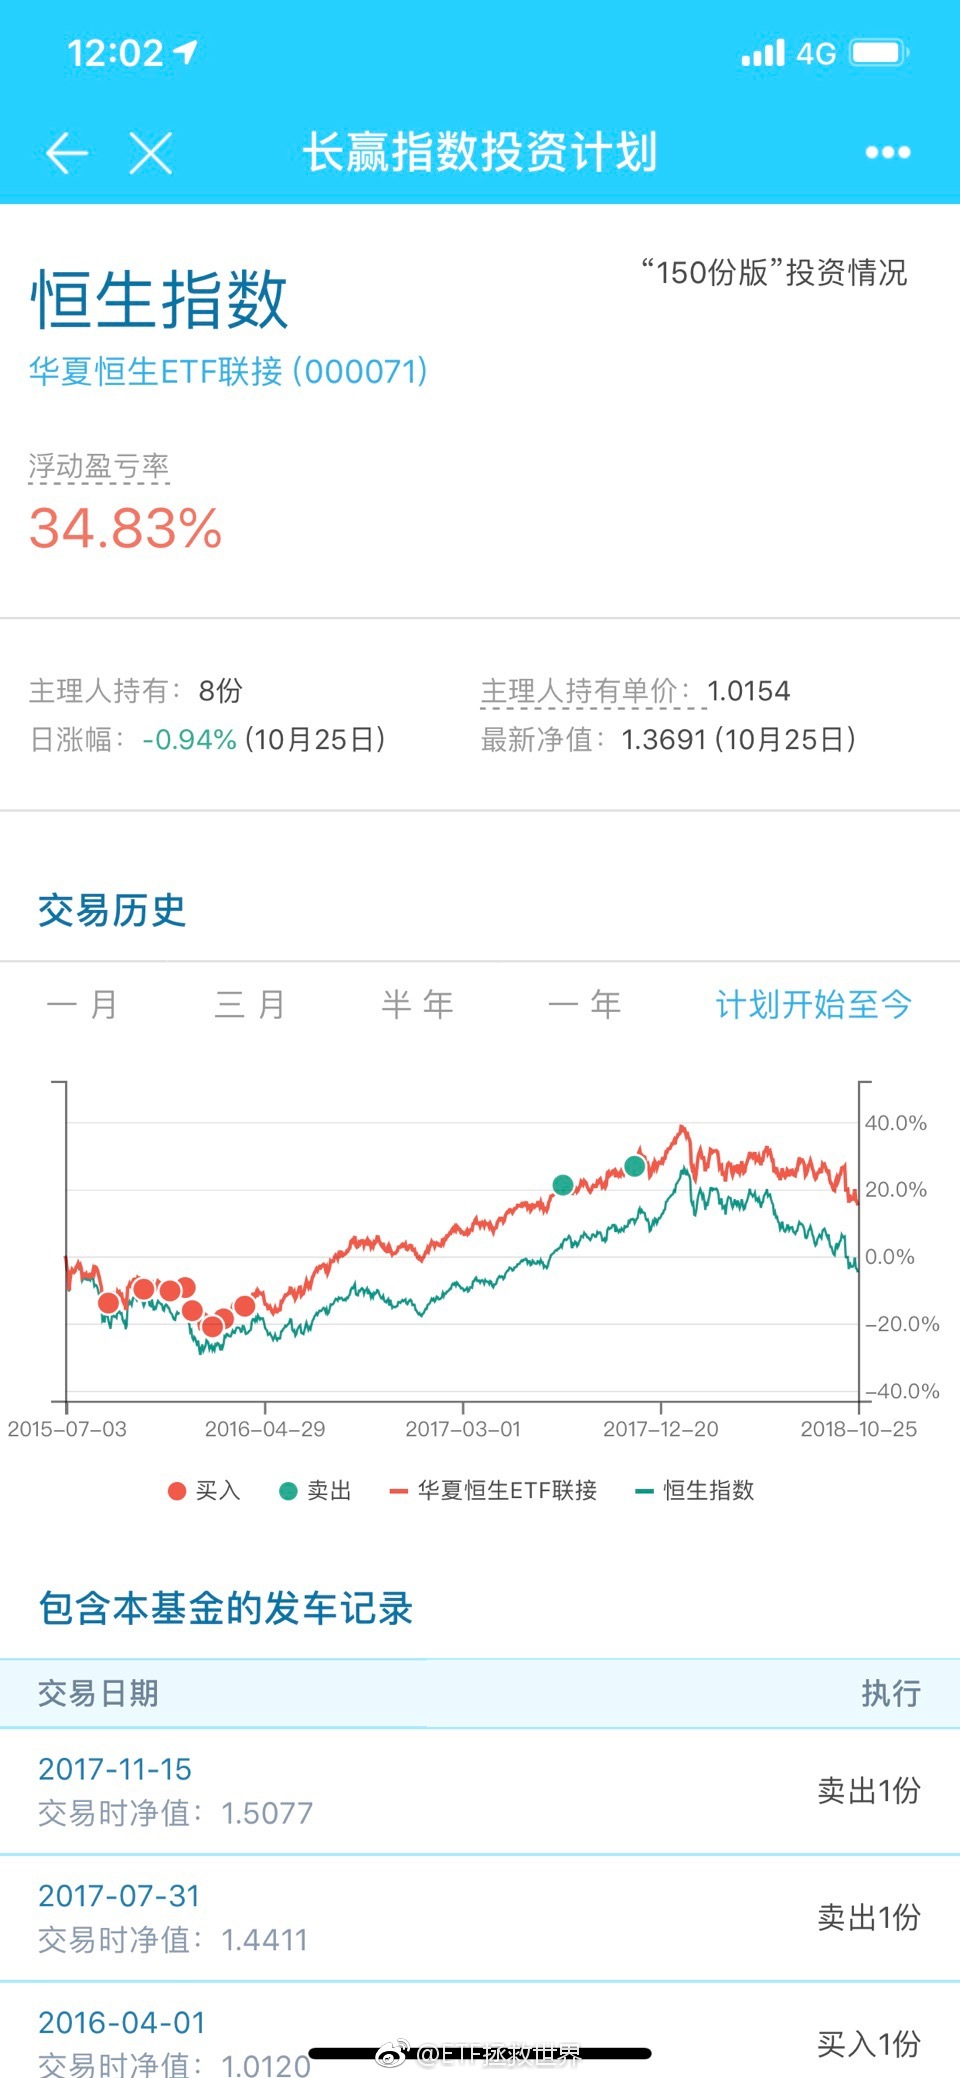 12:02
4G
长赢指数投资计划
恒生指数
“150份版”投资情况
华夏恒生ETF联接 (000071)
浮动盈亏率
34.83%
主理人持有：8份
主理人持有单价：1.0154
日涨幅：-0.94% (10月25日)
最新净值：1.3691 (10月25日)
交易历史
一月 三月 半年 一年 计划开始至今
40.0%
20.0%
0.0%
-20.0%
-40.0%
2015-07-03 2016-04-29 2017-03-01 2017-12-20 2018-10-25
买入 卖出 华夏恒生ETF联接 恒生指数
包含本基金的发车记录
交易日期 执行
2017-11-15
交易时净值：1.5077
卖出1份
2017-07-31
交易时净值：1.4411
卖出1份
2016-04-01
交易时净值：1.0120
买入1份
@ETF拯救世界